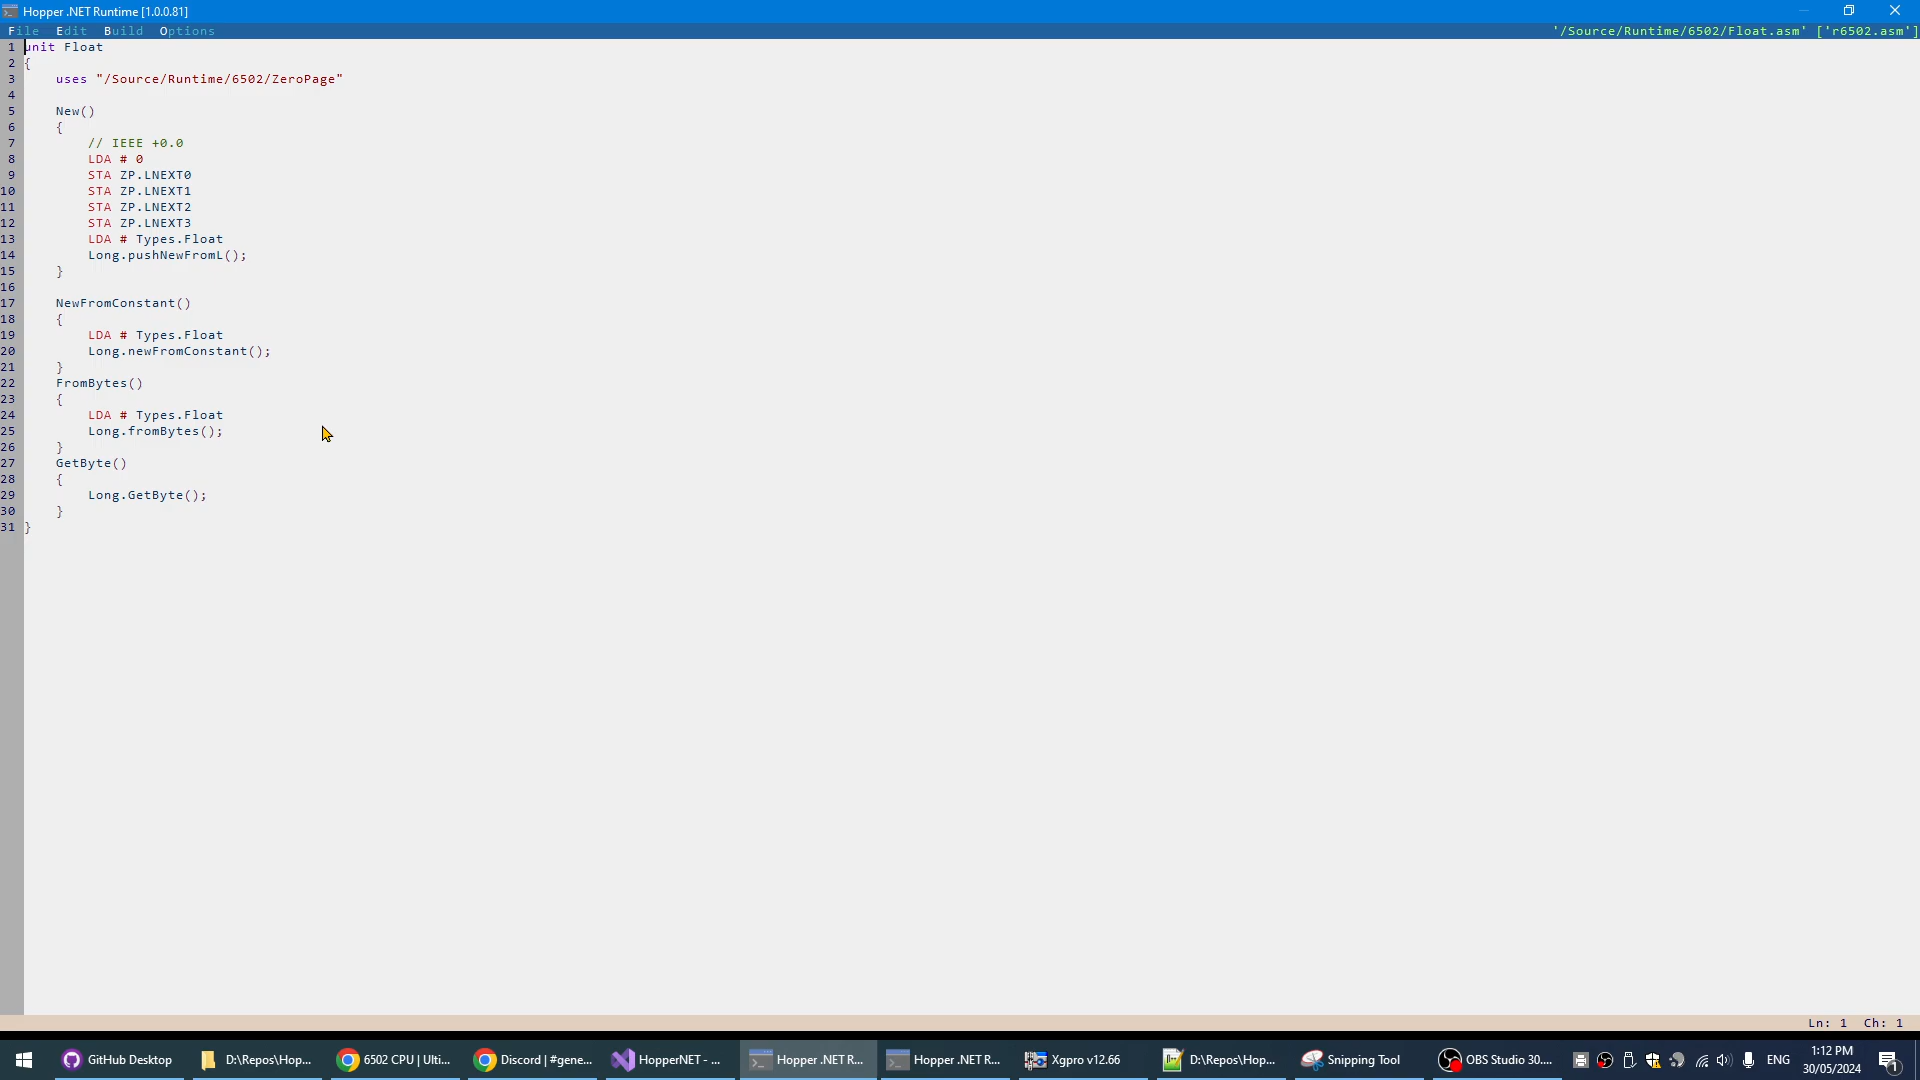 Hopper .NET Runtime [1.0.0.81]
File Edit Build Options '/Source/Runtime/6502/Float.asm' ['r6502.asm']
1 unit Float
2 {
3 uses "/Source/Runtime/6502/ZeroPage"
4
5 New()
6 {
7 // IEEE +0.0
8 LDA # 0
9 STA ZP.LNEXT0
10 STA ZP.LNEXT1
11 STA ZP.LNEXT2
12 STA ZP.LNEXT3
13 LDA # Types.Float
14 Long.pushNewFromL();
15 }
16
17 NewFromConstant()
18 {
19 LDA # Types.Float
20 Long.newFromConstant();
21 }
22 FromBytes()
23 {
24 LDA # Types.Float
25 Long.fromBytes();
26 }
27 GetByte()
28 {
29 Long.GetByte();
30 }
31 }
Ln: 1 Ch: 1
GitHub Desktop D:\Repos\Hop... 6502 CPU | Ulti... Discord | #gene... HopperNET - ... Hopper .NET R... Hopper .NET R... Xgpro v12.66 D:\Repos\Hop... Snipping Tool OBS Studio 30.... ENG 1:12 PM
30/05/2024 1